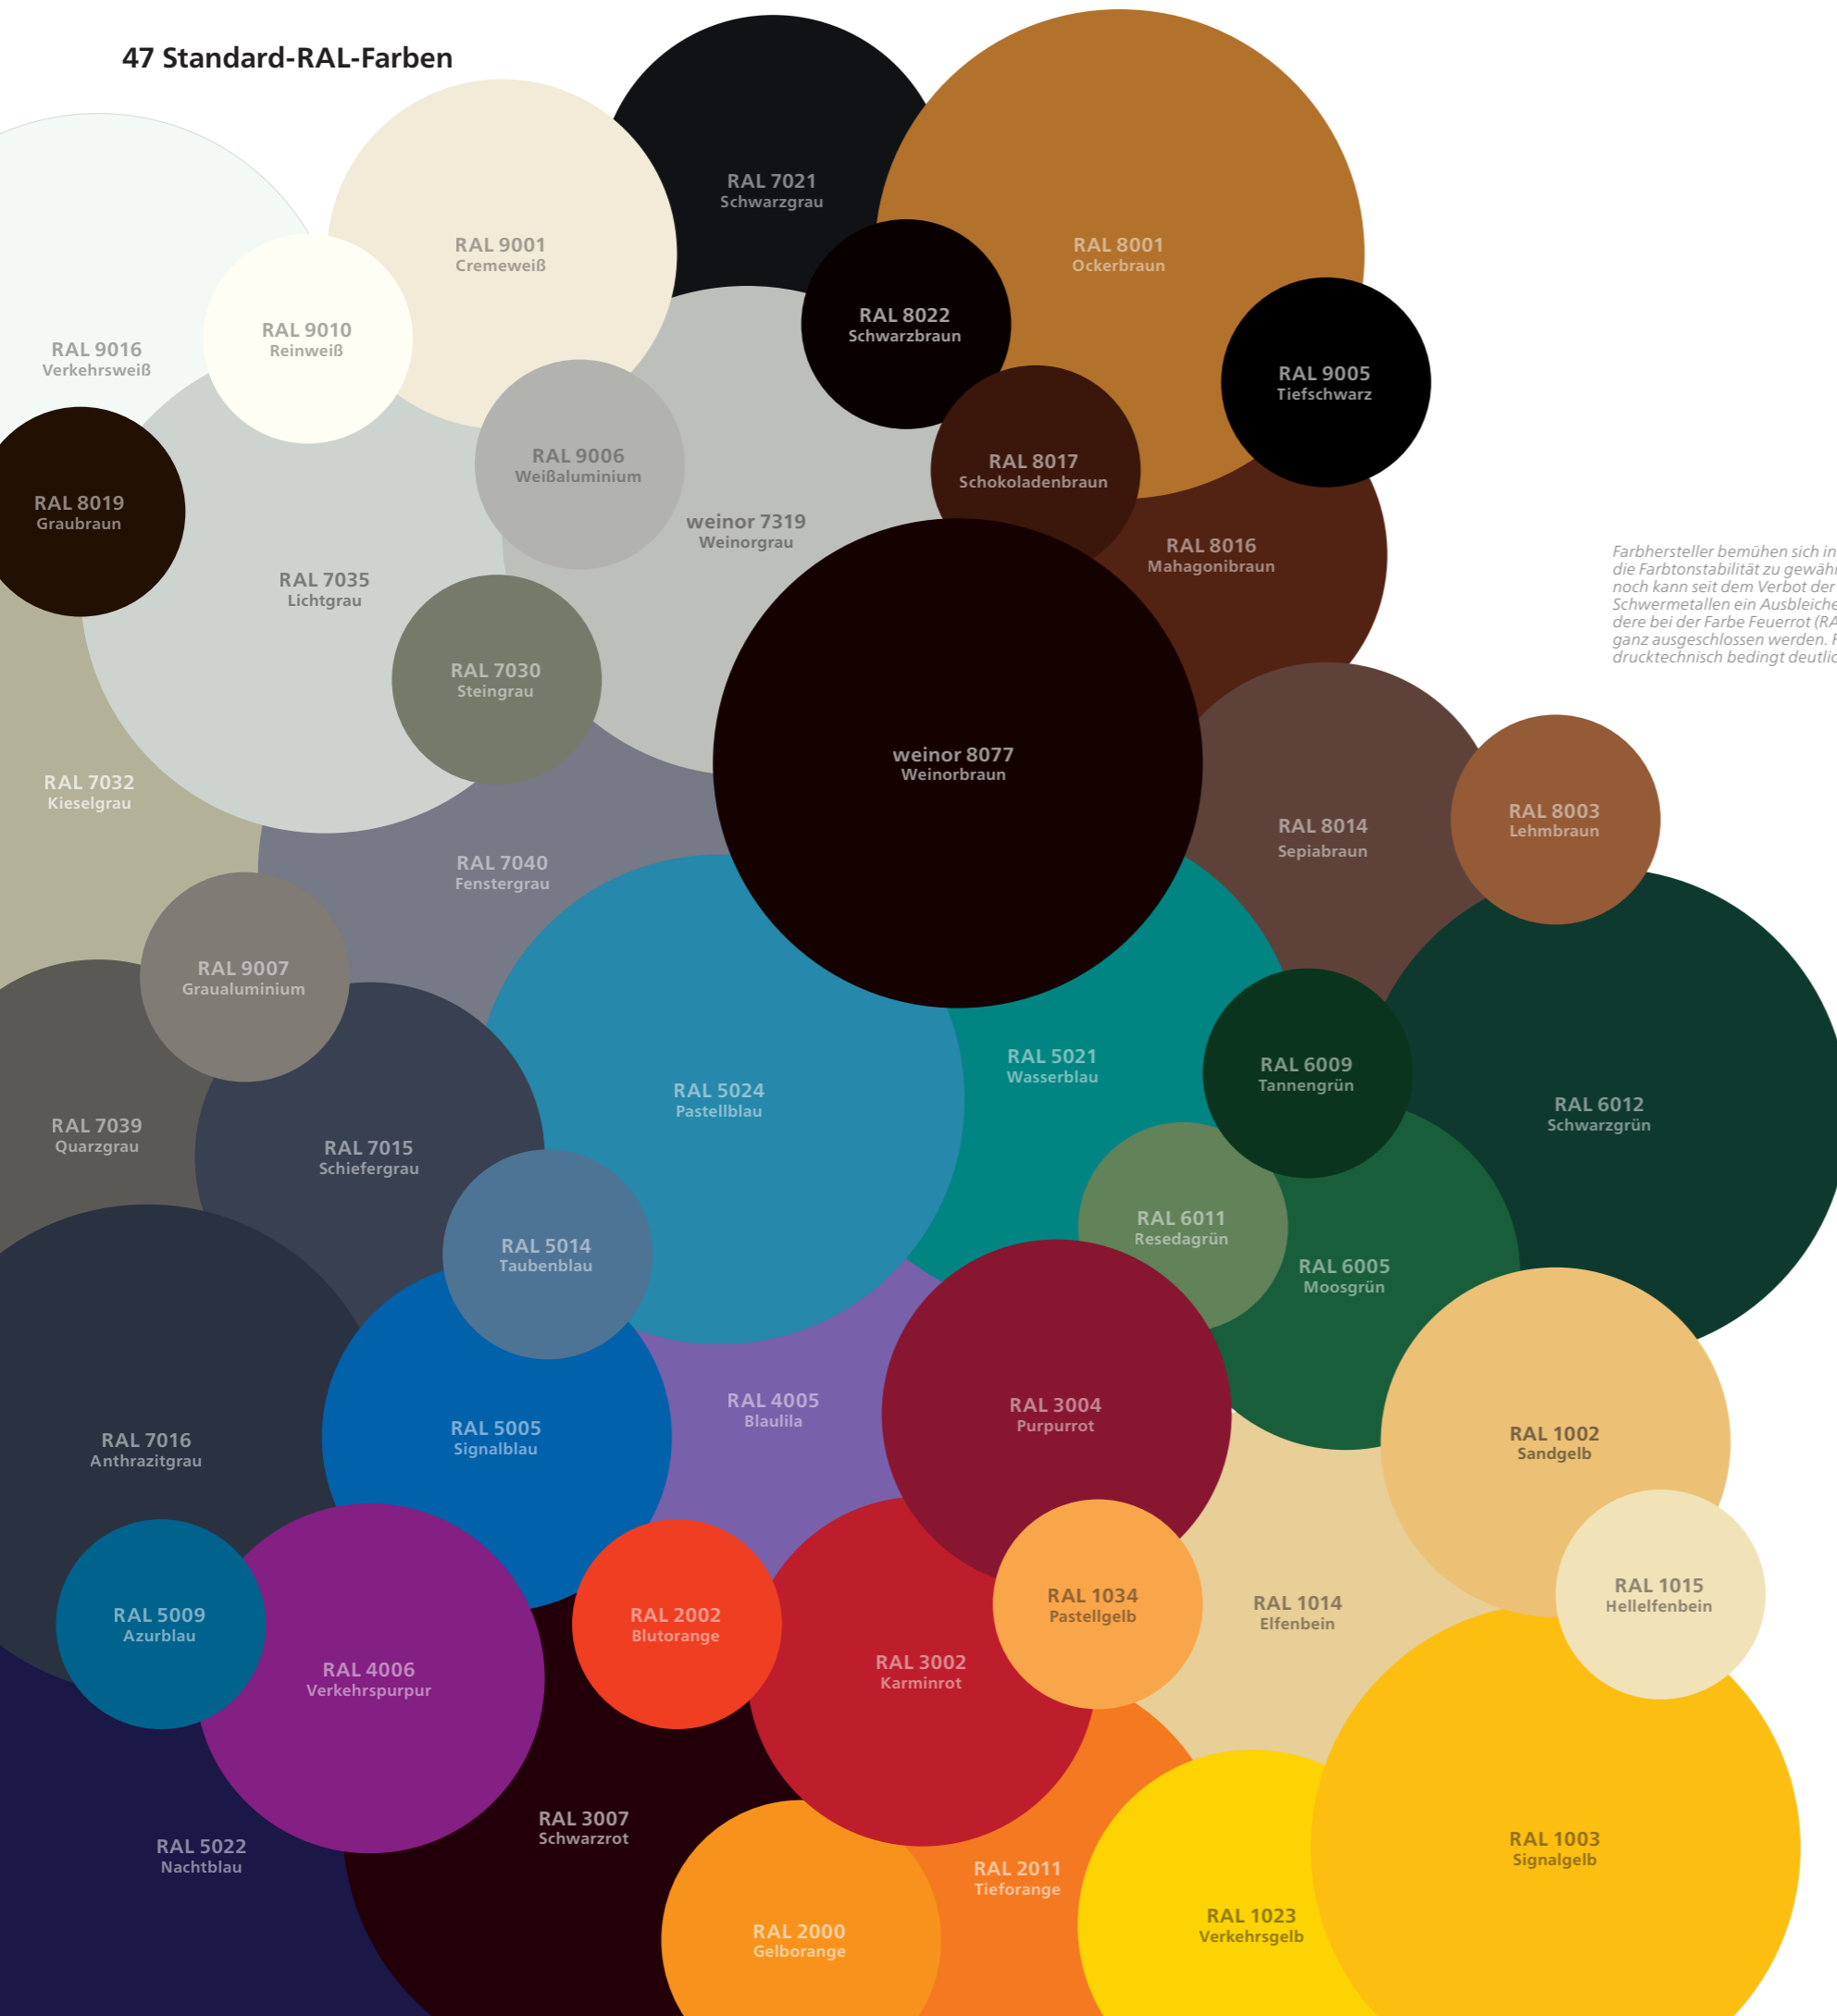 47 Standard-RAL-Farben
RAL 7021
Schwarzgrau
RAL 9001
Cremeweiß
RAL 8001
Ockerbraun
RAL 8022
Schwarzbraun
RAL 9010
Reinweiß
RAL 9016
Verkehrsweiß
RAL 9005
Tiefschwarz
RAL 9006
Weißaluminium
RAL 8017
Schokoladenbraun
RAL 8019
Graubraun
weinor 7319
Weinorgrau
RAL 8016
Mahagonibraun
Farbhersteller bemühen sich in
die Farbtonstabilität zu gewähr
noch kann seit dem Verbot der
Schwermetallen ein Ausbleiche
dere bei der Farbe Feuerrot (RA
ganz ausgeschlossen werden. F
drucktechnisch bedingt deutlic
RAL 7035
Lichtgrau
RAL 7030
Steingrau
weinor 8077
Weinorbraun
RAL 7032
Kieselgrau
RAL 8003
Lehmbraun
RAL 8014
Sepiabraun
RAL 7040
Fenstergrau
RAL 9007
Graualuminium
RAL 5021
Wasserblau
RAL 6009
Tannengrün
RAL 5024
Pastellblau
RAL 6012
Schwarzgrün
RAL 7039
Quarzgrau
RAL 7015
Schiefergrau
RAL 6011
Resedagrün
RAL 5014
Taubenblau
RAL 6005
Moosgrün
RAL 4005
Blaulila
RAL 3004
Purpurrot
RAL 5005
Signalblau
RAL 1002
Sandgelb
RAL 7016
Anthrazitgrau
RAL 1015
Hellelfenbein
RAL 1034
Pastellgelb
RAL 1014
Elfenbein
RAL 5009
Azurblau
RAL 2002
Blutorange
RAL 3002
Karminrot
RAL 4006
Verkehrspurpur
RAL 3007
Schwarzrot
RAL 1003
Signalgelb
RAL 5022
Nachtblau
RAL 2011
Tieforange
RAL 1023
Verkehrsgelb
RAL 2000
Gelborange